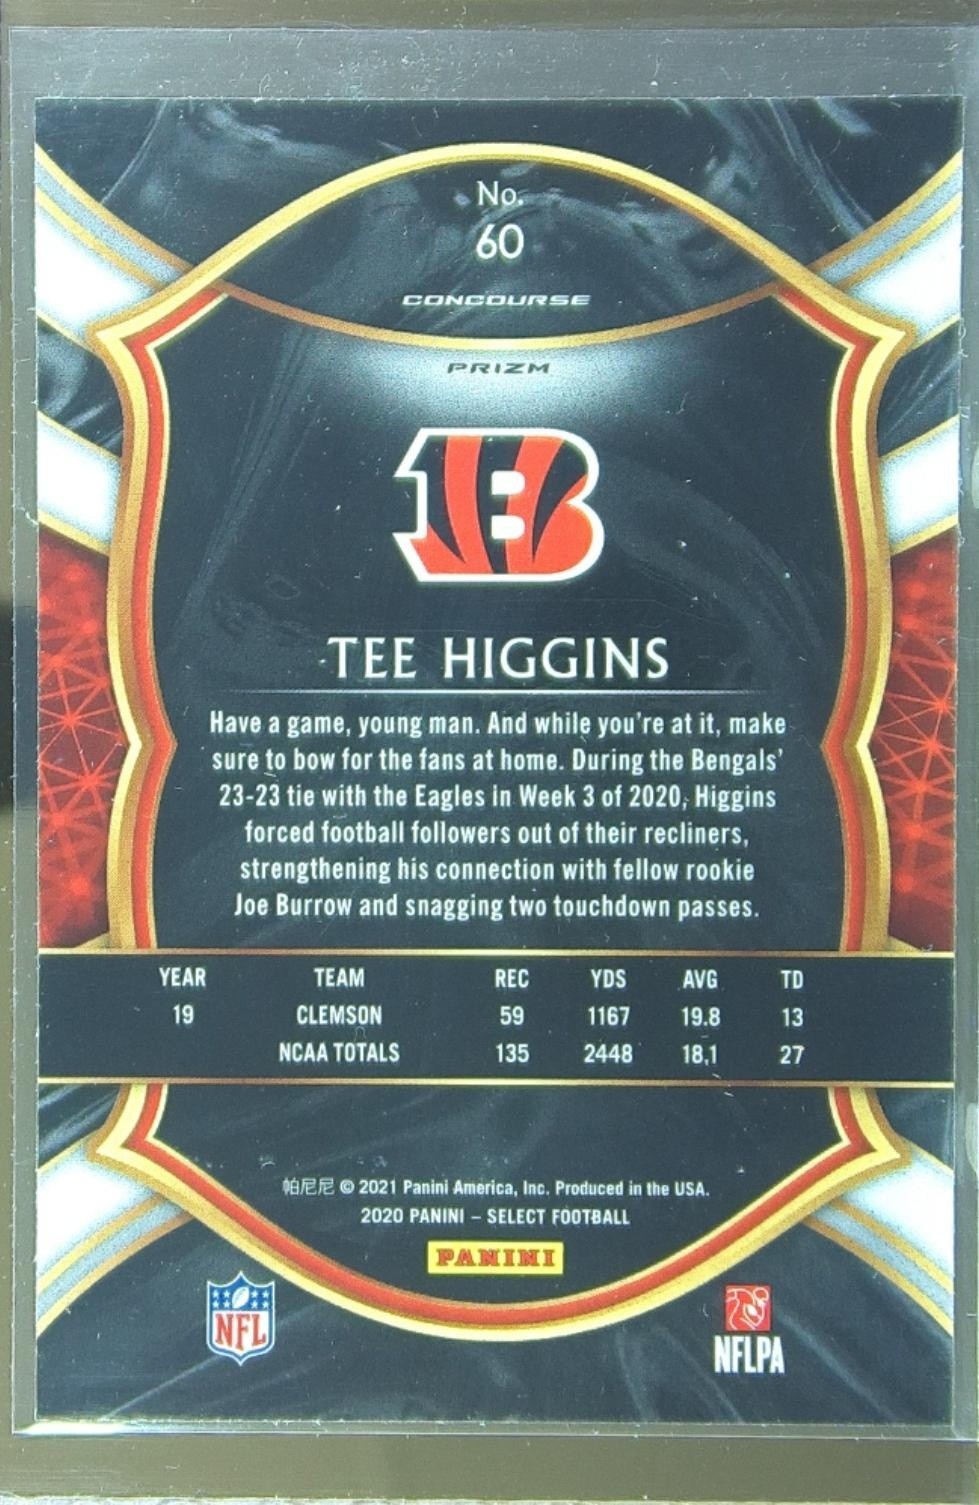 No.
60
CONCOURSE
PRIZM
B
TEE HIGGINS
Have a game, young man. And while you're at it, make
sure to bow for the fans at home. During the Bengals'
23-23 tie with the Eagles in Week 3 of 2020, Higgins
forced football followers out of their recliners,
strengthening his connection with fellow rookie
Joe Burrow and snagging two touchdown passes.
YEAR TEAM REC YDS AVG TD
19 CLEMSON 59 1167 19.8 13
NCAA TOTALS 135 2448 18.1 27
帕尼尼 © 2021 Panini America, Inc. Produced in the USA.
2020 PANINI – SELECT FOOTBALL
PANINI
NFL
NFLPA